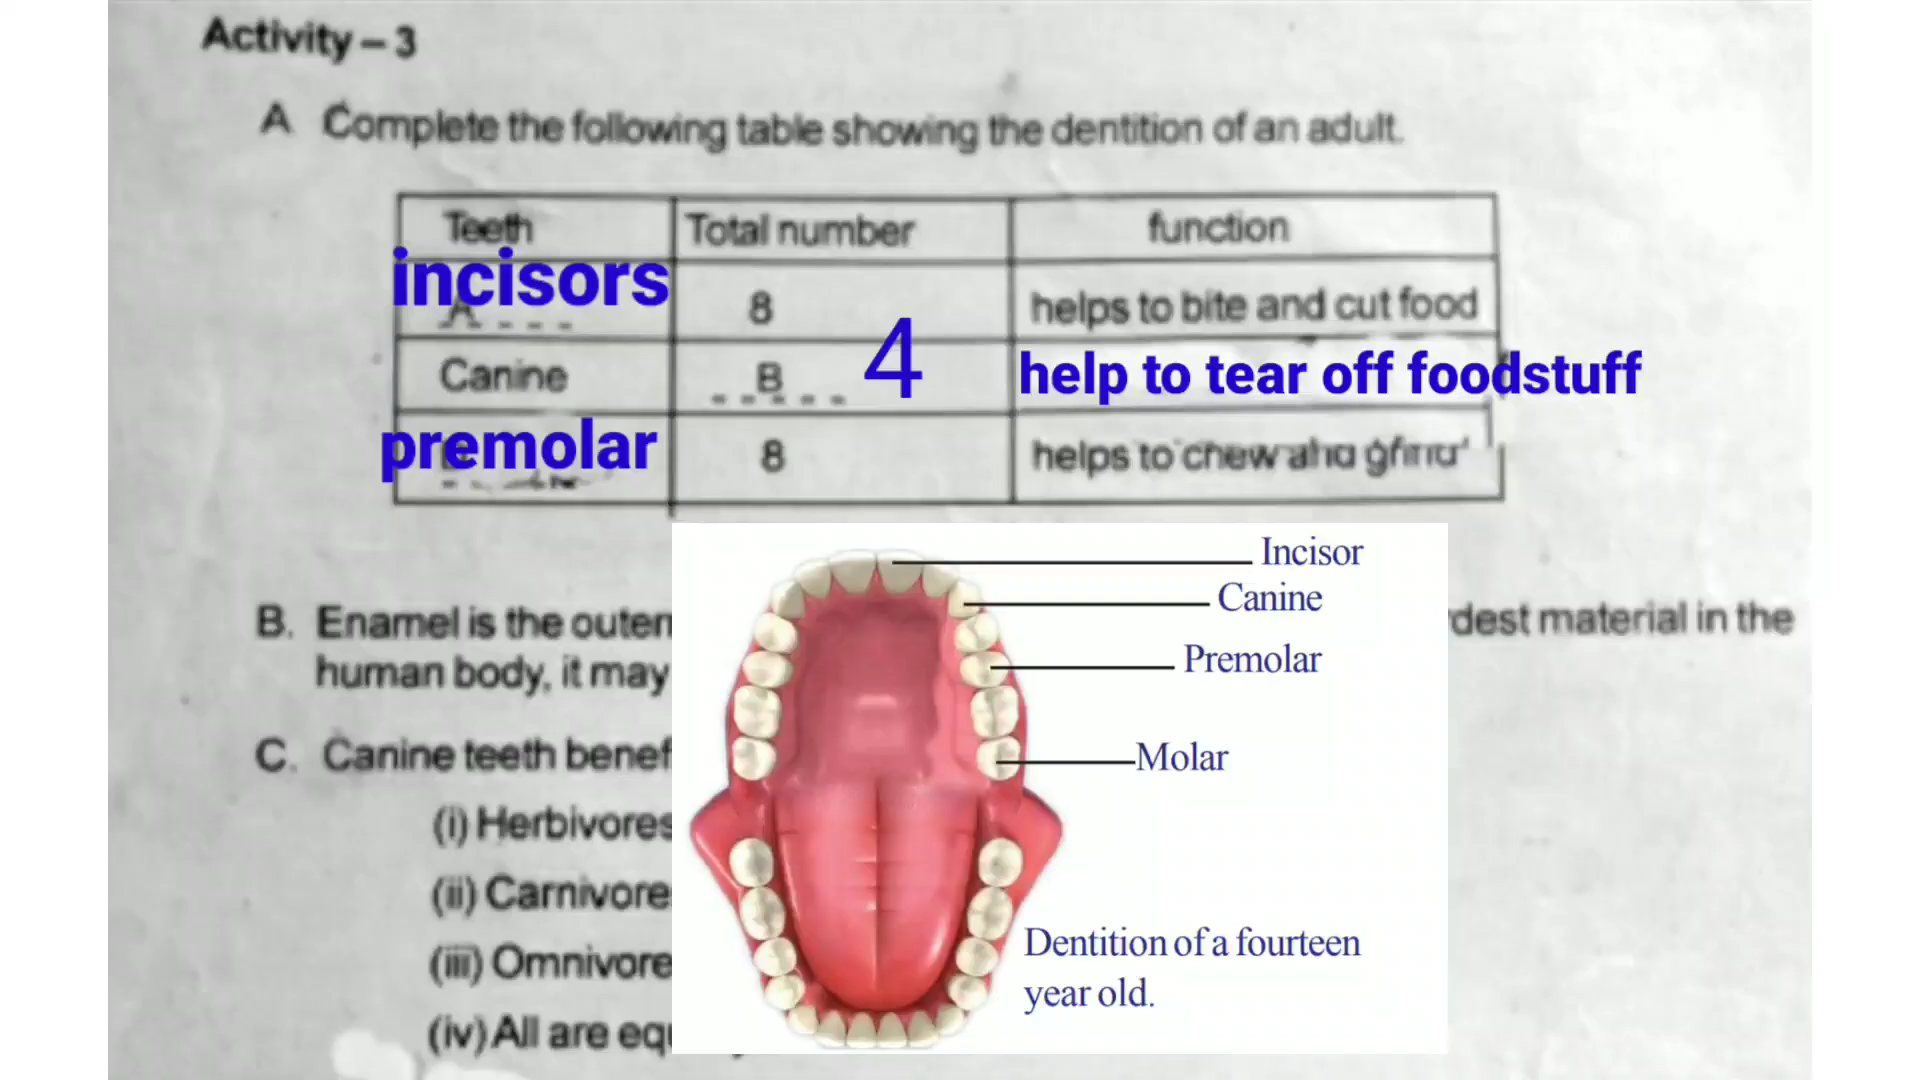 Activity – 3
A Complete the following table showing the dentition of an adult.
Teeth Total number function
incisors
A 8 helps to bite and cut food
Canine B 4 help to tear off foodstuff
premolar 8 helps to chew and
Incisor
Canine
B. Enamel is the outer dest material in the
human body, it may
Premolar
C. Canine teeth benef
Molar
(i) Herbivores
(ii) Carnivore
(iii) Omnivore
(iv) All are equ
Dentition of a fourteen
year old.